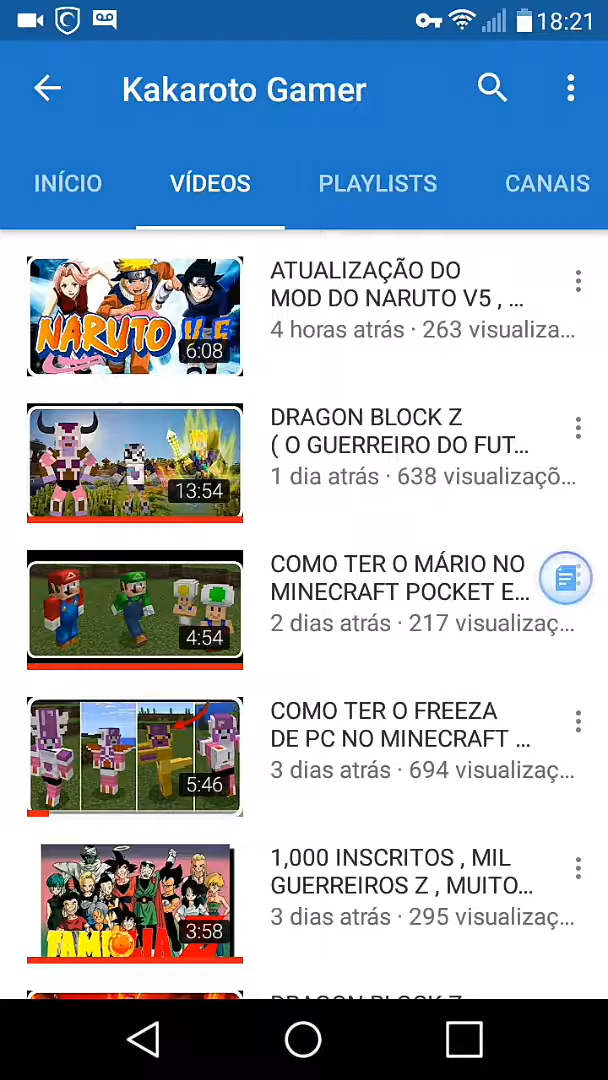 18:21
Kakaroto Gamer
INÍCIO VÍDEOS PLAYLISTS CANAIS
NARUTO V-5
6:08
ATUALIZAÇÃO DO
MOD DO NARUTO V5 , ...
4 horas atrás · 263 visualiza...
13:54
DRAGON BLOCK Z
( O GUERREIRO DO FUT...
1 dia atrás · 638 visualizaçõ...
4:54
COMO TER O MÁRIO NO
MINECRAFT POCKET E...
2 dias atrás · 217 visualizaç...
5:46
COMO TER O FREEZA
DE PC NO MINECRAFT ...
3 dias atrás · 694 visualizaç...
3:58
1,000 INSCRITOS , MIL
GUERREIROS Z , MUITO...
3 dias atrás · 295 visualizaç...
DRAGON BLOCK Z